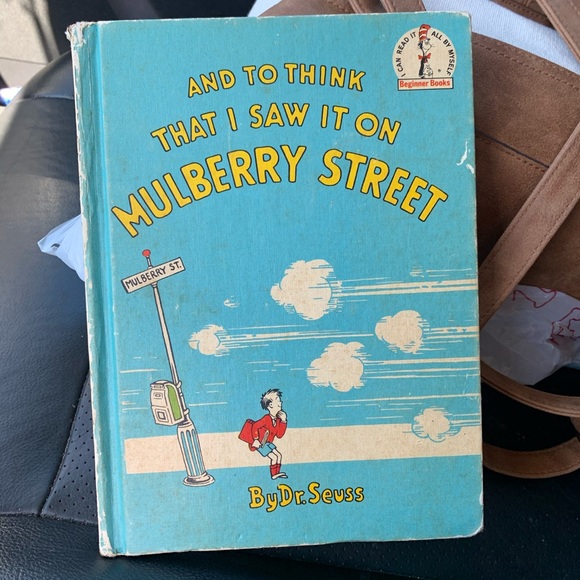 I CAN READ IT ALL BY MYSELF
Beginner Books
AND TO THINK
THAT I SAW IT ON
MULBERRY STREET
MULBERRY ST.
By Dr. Seuss